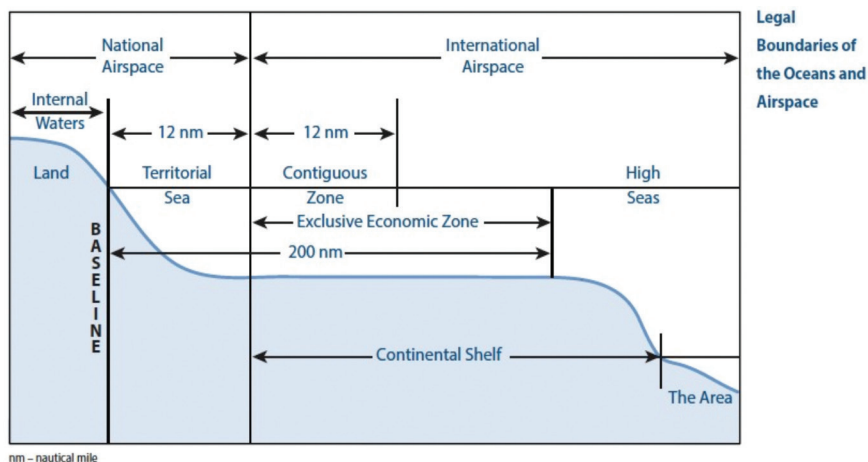 Legal
Boundaries of
the Oceans and
Airspace
National
Airspace
International
Airspace
Internal
Waters
12 nm
12 nm
Land
Territorial
Sea
Contiguous
Zone
High
Seas
Exclusive Economic Zone
200 nm
BASELINE
Continental Shelf
The Area
nm – nautical mile